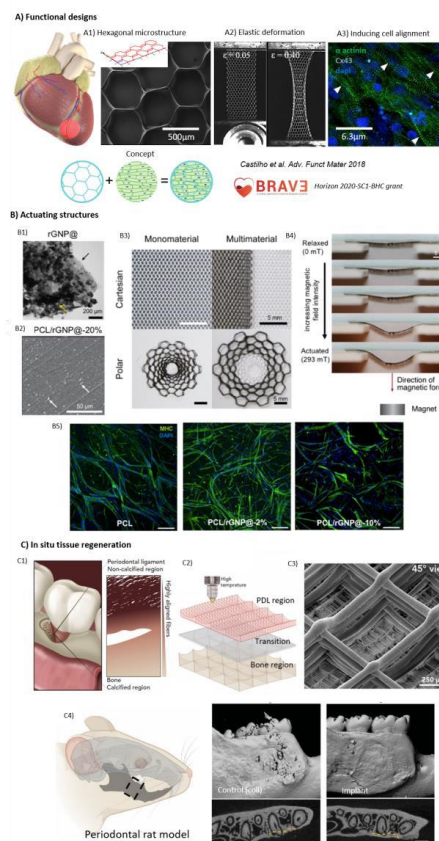 A) Functional designs
A1) Hexagonal microstructure
A2) Elastic deformation
A3) Inducing cell alignment
ε = 0.05
ε = 0.40
α actinin
Cx43
dapi
500μm
6.3μm
Concept
Castilho et al. Adv. Funct Mater 2018
BRAVƎ
Horizon 2020-SC1-BHC grant
B) Actuating structures
B1)
rGNP@
200 μm
B2)
PCL/rGNP@-20%
50 μm
B3)
Monomaterial
Multimaterial
Cartesian
5 mm
Polar
5 mm
B4)
Relaxed
(0 mT)
increasing magnetic
field intensity
Actuated
(293 mT)
Direction of
magnetic force
Magnet
B5)
MHC
DAPI
PCL
PCL/rGNP@-2%
PCL/rGNP@-10%
C) In situ tissue regeneration
C1)
Periodontal ligament
Non-calcified region
Highly aligned fibers
Bone
Calcified region
C2)
High
temprature
PDL region
Transition
Bone region
C3)
45° view
250 μm
C4)
Periodontal rat model
Control (coll)
Implant